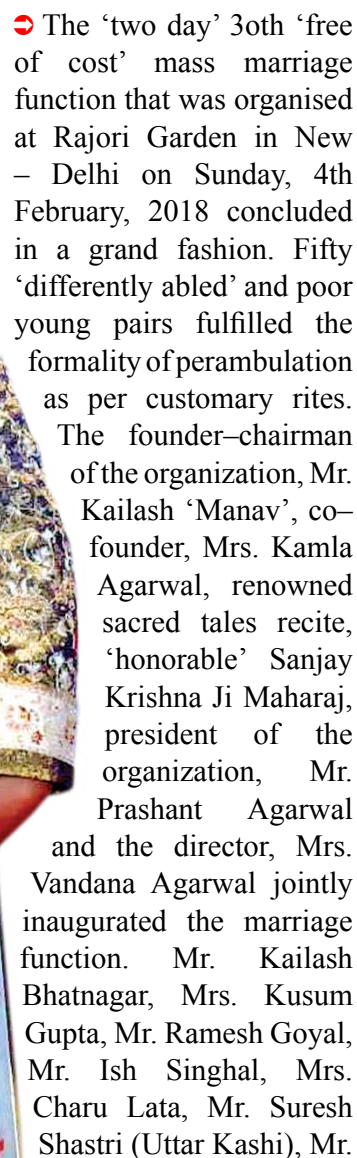 ➲ The ‘two day’ 3oth ‘free
of cost’ mass marriage
function that was organised
at Rajori Garden in New
– Delhi on Sunday, 4th
February, 2018 concluded
in a grand fashion. Fifty
‘differently abled’ and poor
young pairs fulfilled the
formality of perambulation
as per customary rites.
The founder–chairman
of the organization, Mr.
Kailash ‘Manav’, co–
founder, Mrs. Kamla
Agarwal, renowned
sacred tales recite,
‘honorable’ Sanjay
Krishna Ji Maharaj,
president of the
organization, Mr.
Prashant Agarwal
and the director, Mrs.
Vandana Agarwal jointly
inaugurated the marriage
function. Mr. Kailash
Bhatnagar, Mrs. Kusum
Gupta, Mr. Ramesh Goyal,
Mr. Ish Singhal, Mrs.
Charu Lata, Mr. Suresh
Shastri (Uttar Kashi), Mr.